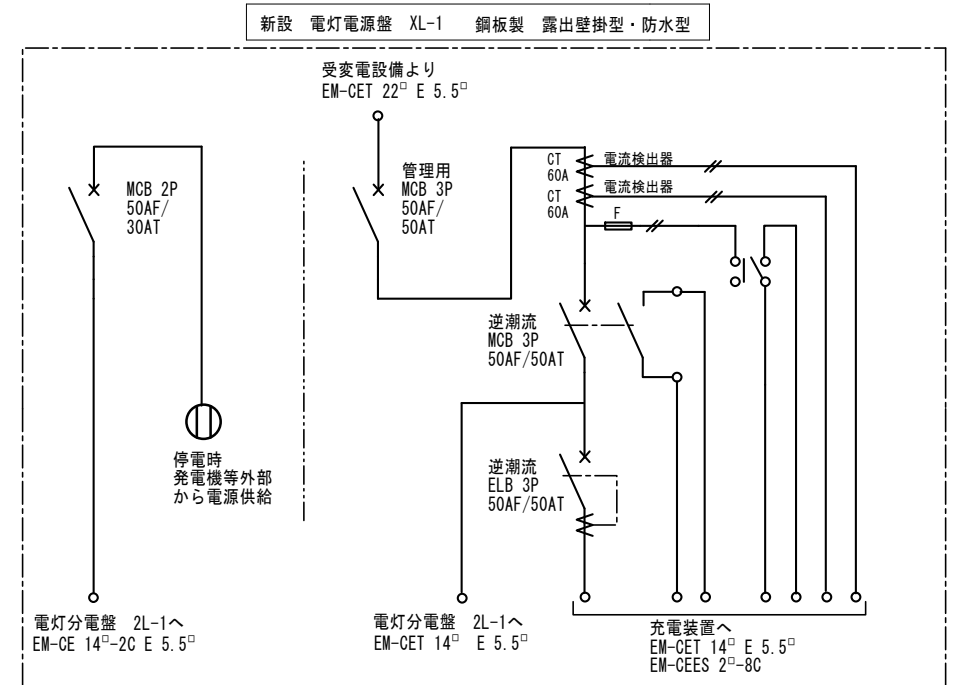 新設 電灯電源盤 XL-1 鋼板製 露出壁掛型・防水型
受変電設備より
EM-CET 22□ E 5.5□
MCB 2P
50AF/
30AT
管理用
MCB 3P
50AF/
50AT
CT
60A
電流検出器
CT
60A
電流検出器
F
逆潮流
MCB 3P
50AF/50AT
停電時
発電機等外部
から電源供給
逆潮流
ELB 3P
50AF/50AT
電灯分電盤 2L-1へ
EM-CE 14□-2C E 5.5□
電灯分電盤 2L-1へ
EM-CET 14□ E 5.5□
充電装置へ
EM-CET 14□ E 5.5□
EM-CEES 2□-8C